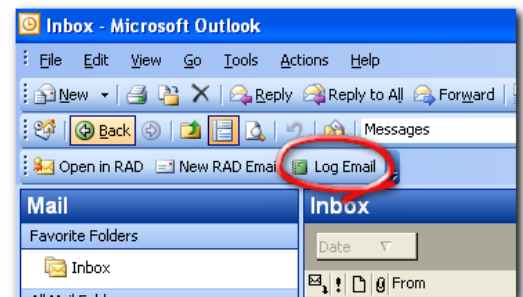 Inbox - Microsoft Outlook
File Edit View Go Tools Actions Help
New Reply Reply to All Forward
Back Messages
Open in RAD New RAD Email Log Email
Mail Inbox
Favorite Folders
Date
Inbox
From